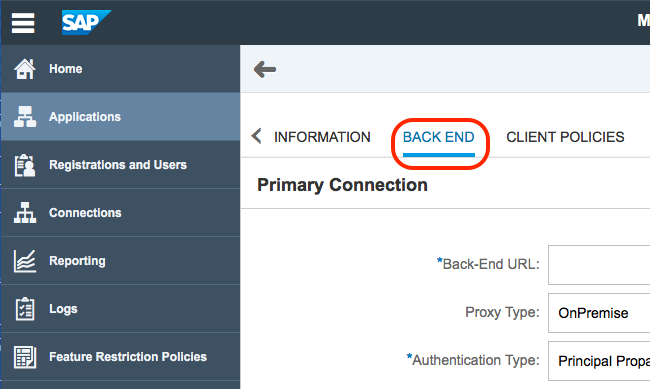 SAP
M
Home
Applications
Registrations and Users
Connections
Reporting
Logs
Feature Restriction Policies
INFORMATION BACK END CLIENT POLICIES
Primary Connection
*Back-End URL:
Proxy Type: OnPremise
*Authentication Type: Principal Propa